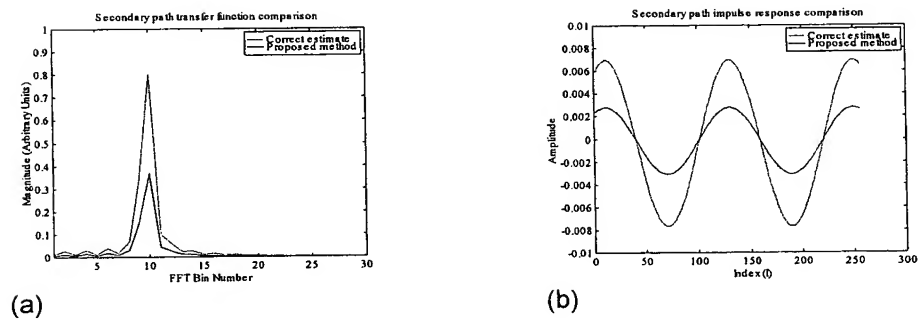 Secondary path transfer function comparison
Correct estimate
Proposed method
Magnitude (Arbitrary Units)
1
0.9
0.8
0.7
0.6
0.5
0.4
0.3
0.2
0.1
0
5
10
15
20
25
30
FFT Bin Number
(a)
Secondary path impulse response comparison
Correct estimate
Proposed method
Amplitude
0.01
0.008
0.006
0.004
0.002
0
-0.002
-0.004
-0.006
-0.008
-0.01
0
50
100
150
200
250
300
Index (I)
(b)